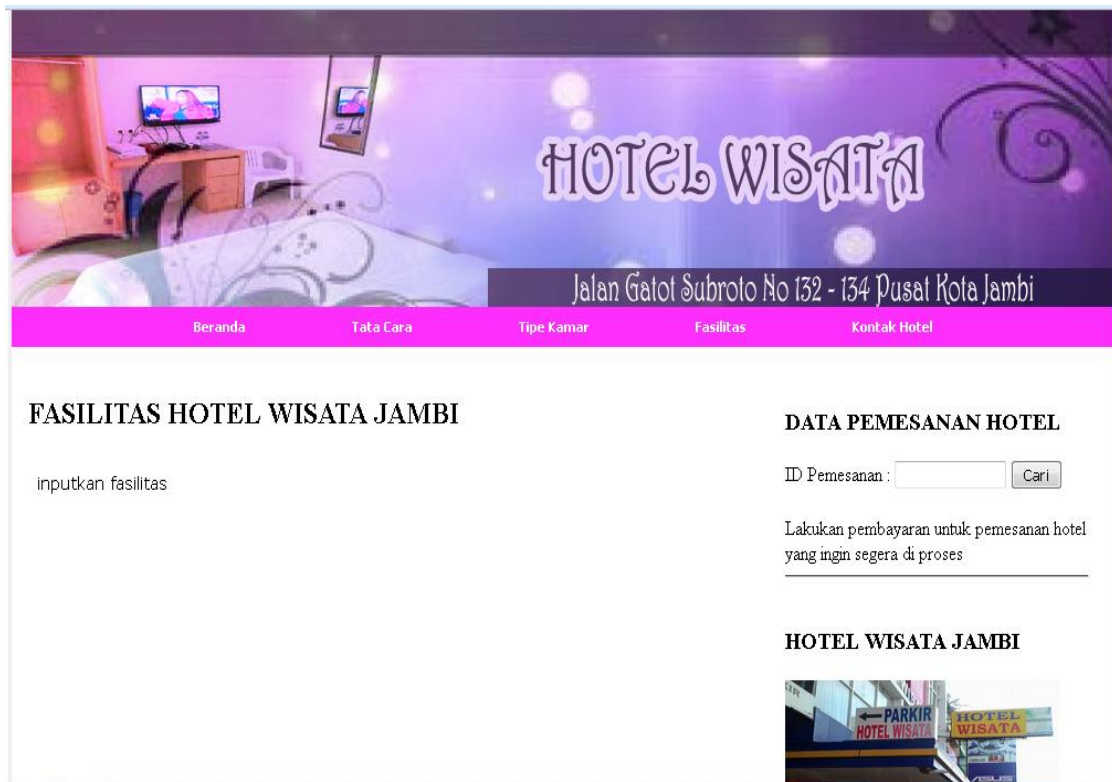 HOTEL WISATA
Jalan Gatot Subroto No 132 - 134 Pusat Kota Jambi
Beranda
Tata Cara
Tipe Kamar
Fasilitas
Kontak Hotel
FASILITAS HOTEL WISATA JAMBI
inputkan fasilitas
DATA PEMESANAN HOTEL
ID Pemesanan :
Cari
Lakukan pembayaran untuk pemesanan hotel
yang ingin segera di proses
HOTEL WISATA JAMBI
PARKIR
HOTEL WISATA
HOTEL
WISATA
ASUS